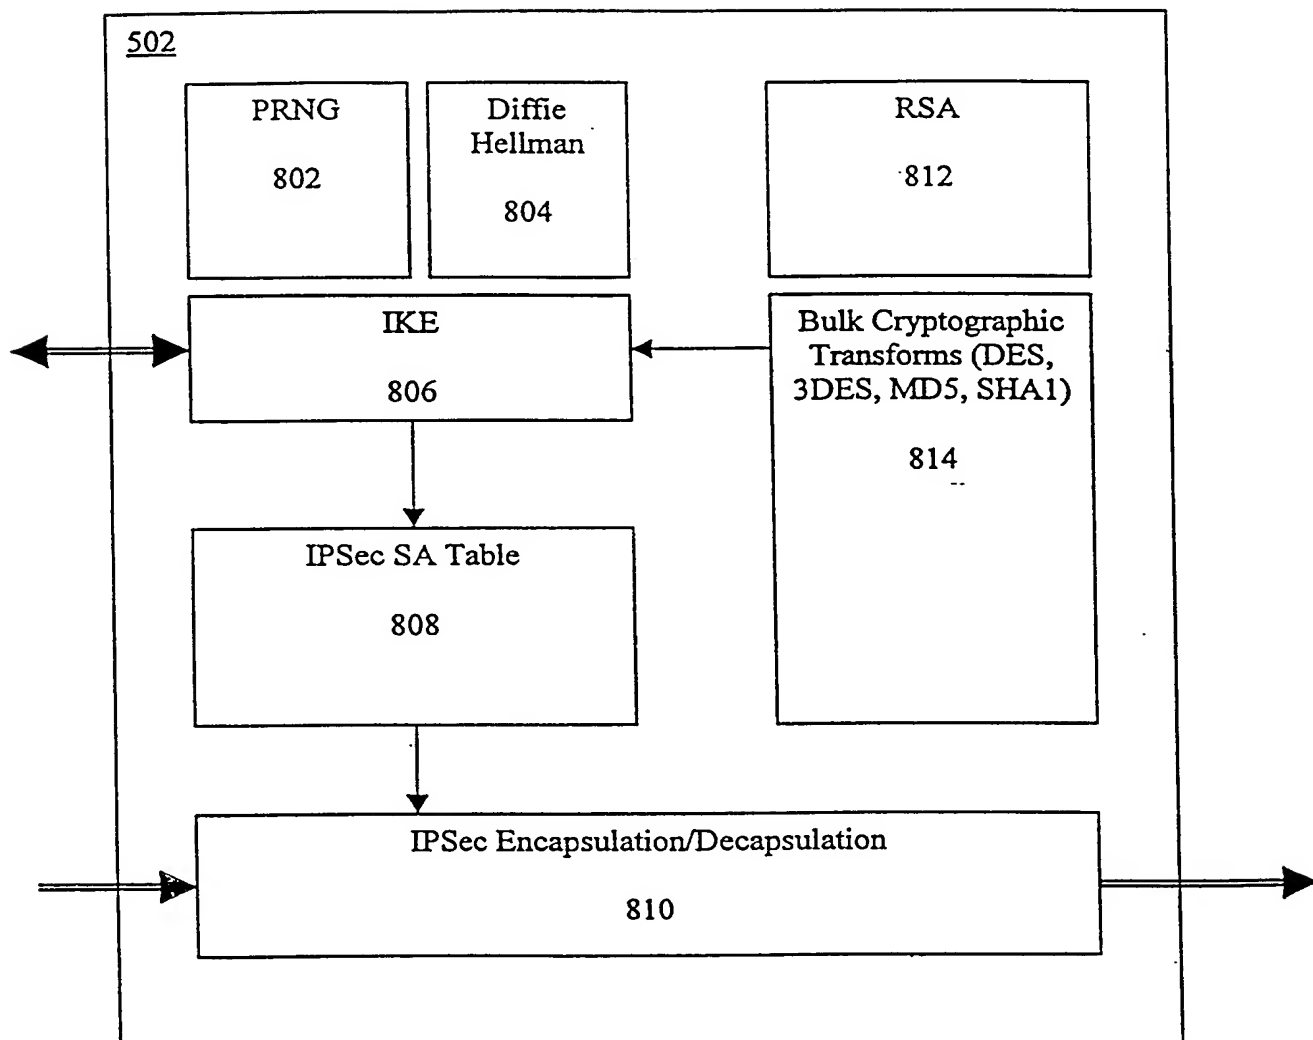 502
PRNG
802
Diffie
Hellman
804
RSA
812
IKE
806
Bulk Cryptographic
Transforms (DES,
3DES, MD5, SHA1)
814
IPSec SA Table
808
IPSec Encapsulation/Decapsulation
810